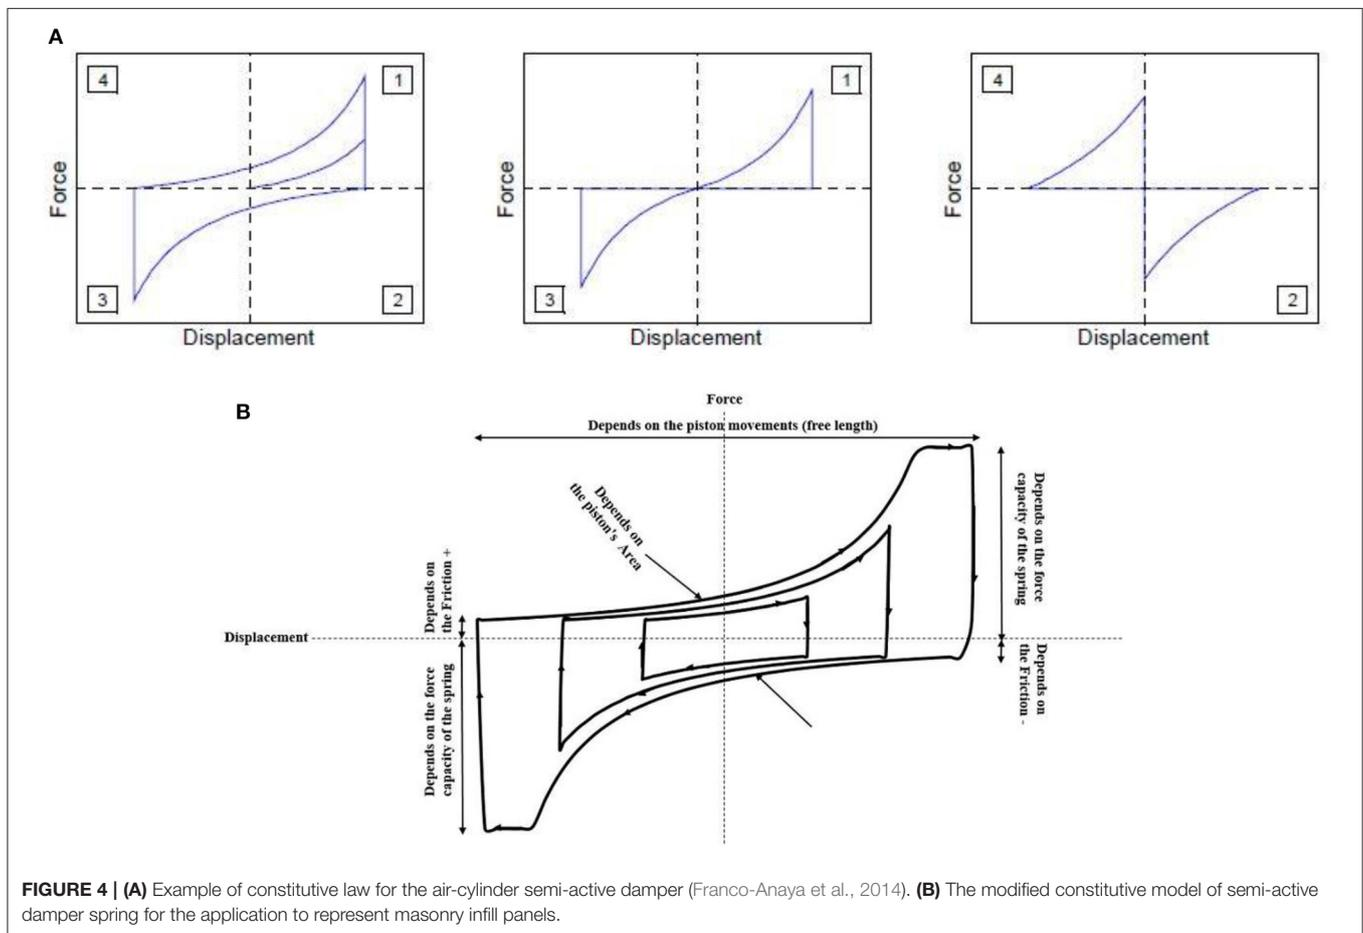 A
4
1
3
2
Force
Displacement
1
3
Force
Displacement
4
2
Force
Displacement
B
Force
Depends on the piston movements (free length)
Depends on
the piston's Area
Depends on
the Friction +
Depends on the force
capacity of the spring
Displacement
Depends on the force
capacity of the spring
Depends on
the Friction -
FIGURE 4 | (A) Example of constitutive law for the air-cylinder semi-active damper (Franco-Anaya et al., 2014). (B) The modified constitutive model of semi-active
damper spring for the application to represent masonry infill panels.